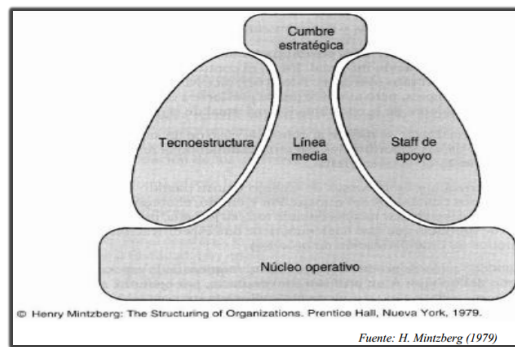 Cumbre
estratégica
Tecnoestructura
Línea
media
Staff de
apoyo
Núcleo operativo
© Henry Mintzberg: The Structuring of Organizations. Prentice Hall, Nueva York, 1979.
Fuente: H. Mintzberg (1979)